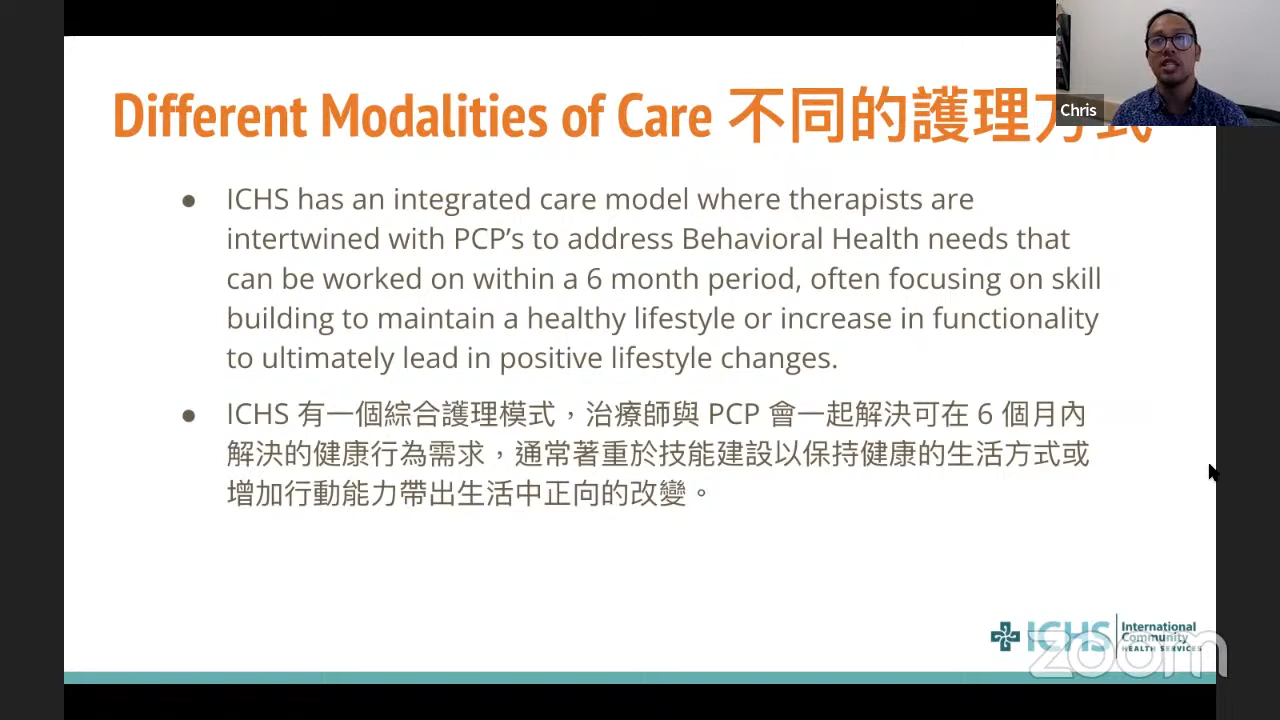 Different Modalities of Care 不同的護理方式
Chris
● ICHS has an integrated care model where therapists are
intertwined with PCP's to address Behavioral Health needs that
can be worked on within a 6 month period, often focusing on skill
building to maintain a healthy lifestyle or increase in functionality
to ultimately lead in positive lifestyle changes.
● ICHS 有一個綜合護理模式，治療師與 PCP 會一起解決可在 6 個月內
解決的健康行為需求，通常著重於技能建設以保持健康的生活方式或
增加行動能力帶出生活中正向的改變。
ICHS
International
Community
HEALTH SERVICES
zoom